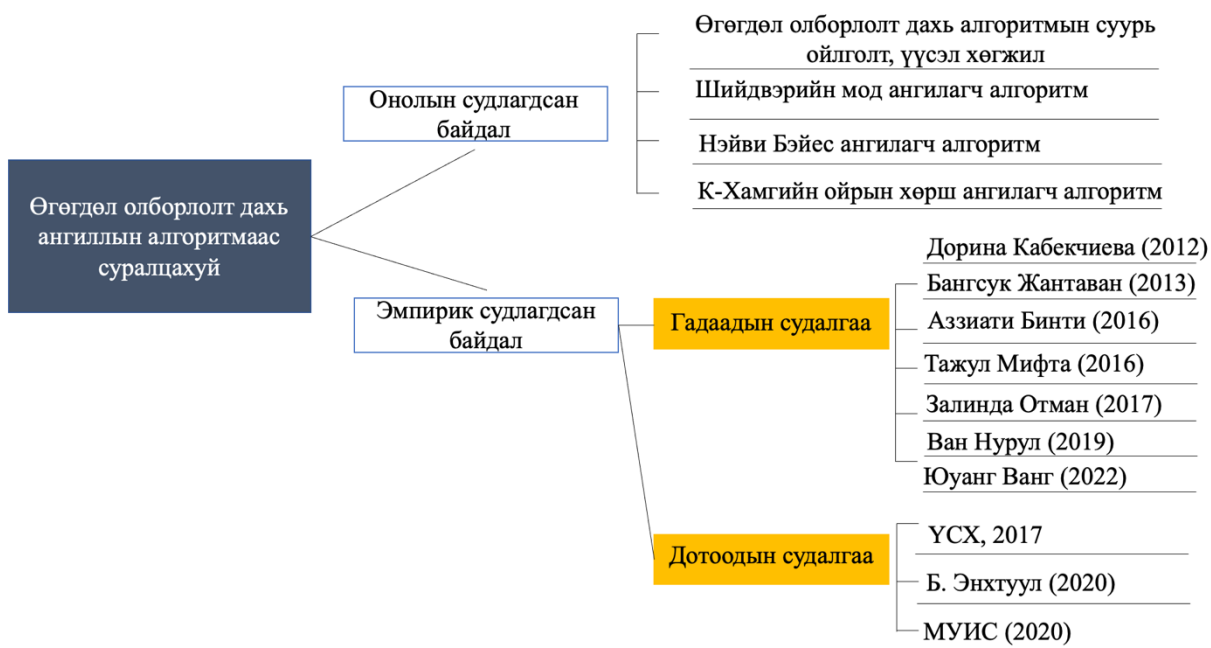 Өгөгдөл олборлолт дахь
ангиллын алгоритмаас
суралцахуй
Онолын судлагдсан
байдал
Өгөгдөл олборлолт дахь алгоритмын суурь
ойлголт, үүсэл хөгжил
Шийдвэрийн мод ангилагч алгоритм
Нэйви Бэйес ангилагч алгоритм
К-Хамгийн ойрын хөрш ангилагч алгоритм
Эмпирик судлагдсан
байдал
Гадаадын судалгаа
Дорина Кабекчиева (2012)
Бангсук Жантаван (2013)
Аззиати Бинти (2016)
Тажул Мифта (2016)
Залинда Отман (2017)
Ван Нурул (2019)
Юуанг Ванг (2022)
Дотоодын судалгаа
ҮСХ, 2017
Б. Энхтуул (2020)
МУИС (2020)